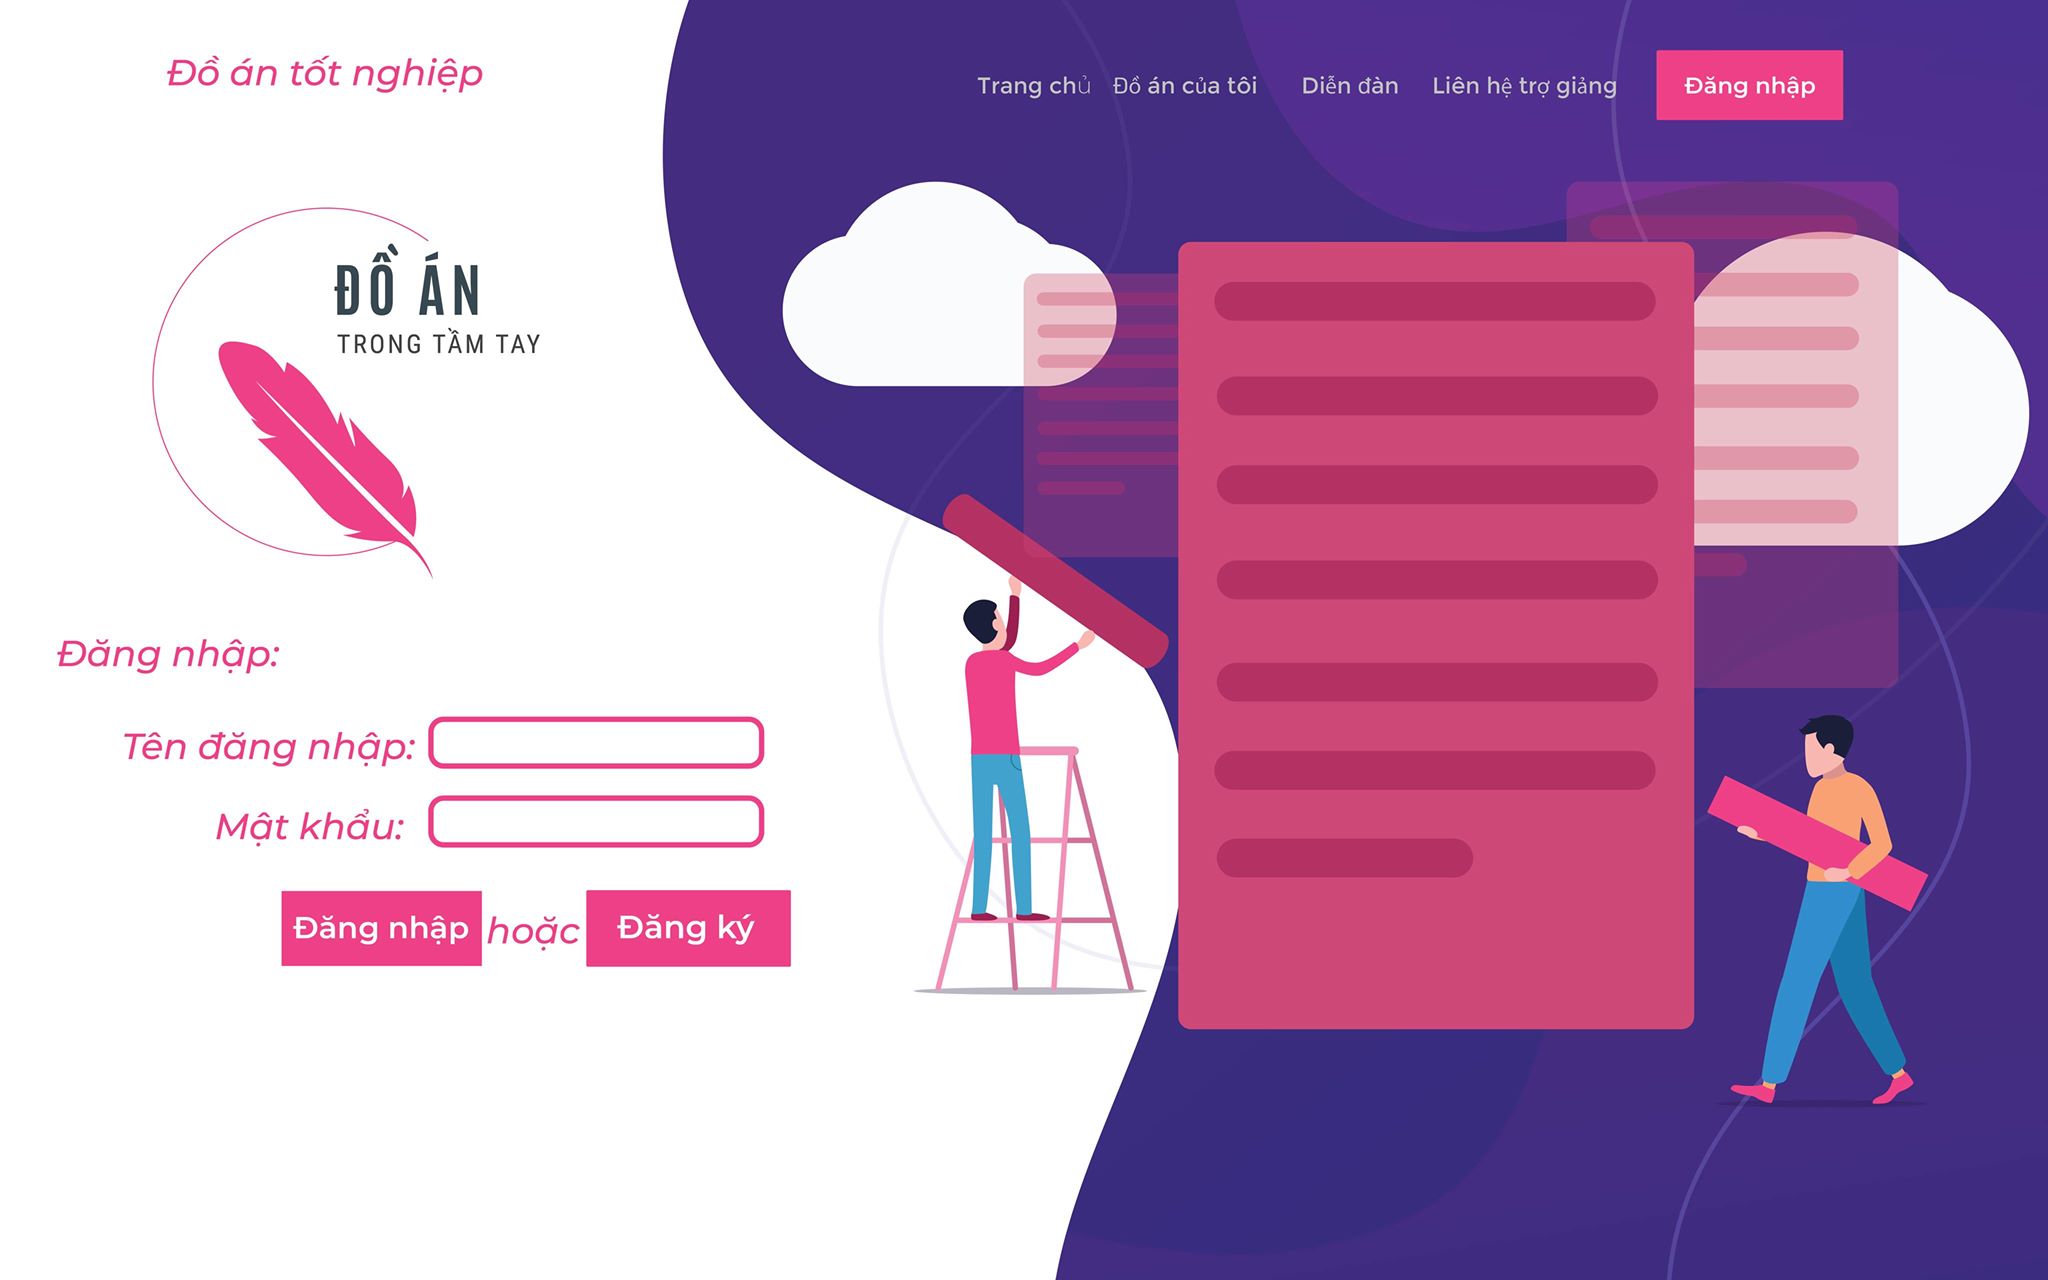 Đồ án tốt nghiệp
Trang chủ Đồ án của tôi Diễn đàn Liên hệ trợ giảng Đăng nhập
ĐỒ ÁN
TRONG TẦM TAY
Đăng nhập:
Tên đăng nhập:
Mật khẩu:
Đăng nhập hoặc Đăng ký